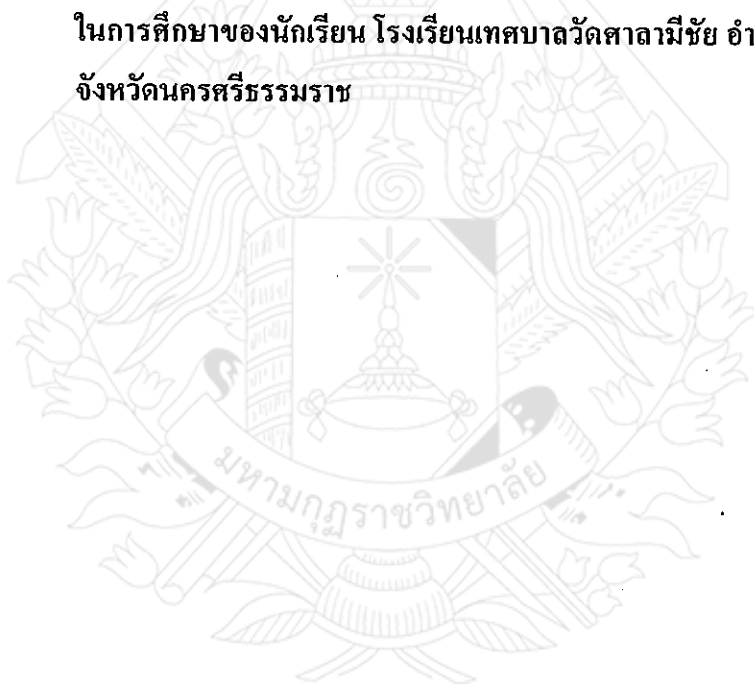 ในการศึกษาของนักเรียน โรงเรียนเทศบาลวัดศาลามีชัย อำ
จังหวัดนครศรีธรรมราช
มหามกุฏราชวิทยาลัย